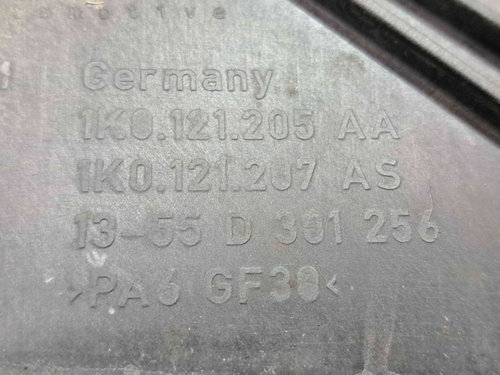 Germany
1K0.121.205 AA
1K0.121.207 AS
13-55 D 301 256
>PA6 GF30<